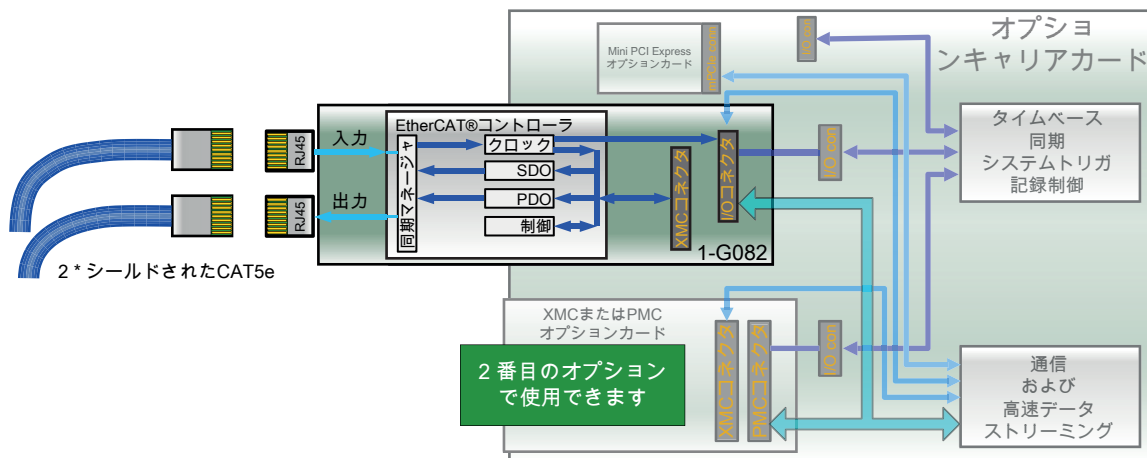 オプショ
ンキャリアカード
Mini PCI Express
オプションカード
mPCIe conn
I/O con
EtherCAT®コントローラ
入力
出力
RJ45
RJ45
同期マネージャ
クロック
SDO
PDO
制御
XMCコネクタ
I/Oコネクタ
I/O con
1-G082
タイムベース
同期
システムトリガ
記録制御
2 * シールドされたCAT5e
XMCまたはPMC
オプションカード
2 番目のオプション
で使用できます
XMCコネクタ
PMCコネクタ
I/O con
通信
および
高速データ
ストリーミング